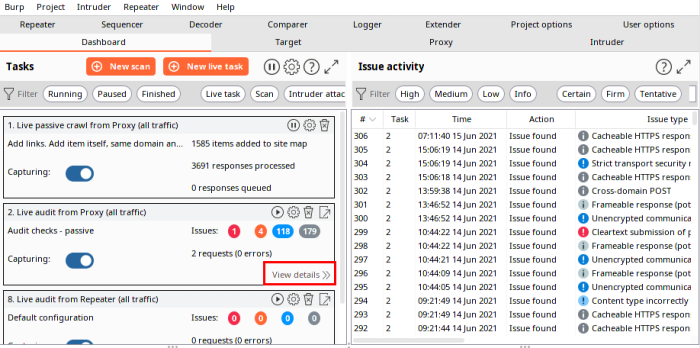 Burp Project Intruder Repeater Window Help
Repeater Sequencer Decoder Comparer Logger Extender Project options User options
Dashboard Target Proxy Intruder
Tasks
New scan
New live task
Filter Running Paused Finished Live task Scan Intruder attac
1. Live passive crawl from Proxy (all traffic)
Add links. Add item itself, same domain an...
1585 items added to site map
3691 responses processed
Capturing:
0 responses queued
2. Live audit from Proxy (all traffic)
Audit checks - passive
Issues: 1 4 118 179
Capturing:
2 requests (0 errors)
View details
8. Live audit from Repeater (all traffic)
Default configuration
Issues: 0 0 0 0
Capturing:
0 requests (0 errors)
Issue activity
Filter High Medium Low Info Certain Firm Tentative
# Task Time Action Issue type
306 2 07:11:40 15 Jun 2021 Issue found Cacheable HTTPS respon
305 2 15:06:19 14 Jun 2021 Issue found Cacheable HTTPS respon
304 2 15:06:19 14 Jun 2021 Issue found Strict transport security r
303 2 15:06:18 14 Jun 2021 Issue found Cacheable HTTPS respon
302 2 13:59:38 14 Jun 2021 Issue found Cross-domain POST
301 2 13:46:52 14 Jun 2021 Issue found Frameable response (pot
300 2 13:46:52 14 Jun 2021 Issue found Unencrypted communica
299 2 10:44:22 14 Jun 2021 Issue found Cleartext submission of p
298 2 10:44:22 14 Jun 2021 Issue found Frameable response (pot
297 2 10:44:21 14 Jun 2021 Issue found Unencrypted communica
296 2 10:44:09 14 Jun 2021 Issue found Frameable response (pot
295 2 10:44:05 14 Jun 2021 Issue found Unencrypted communica
294 2 09:21:49 14 Jun 2021 Issue found Content type incorrectly
293 2 09:21:49 14 Jun 2021 Issue found Cacheable HTTPS respon
292 2 09:21:44 14 Jun 2021 Issue found Cacheable HTTPS respon